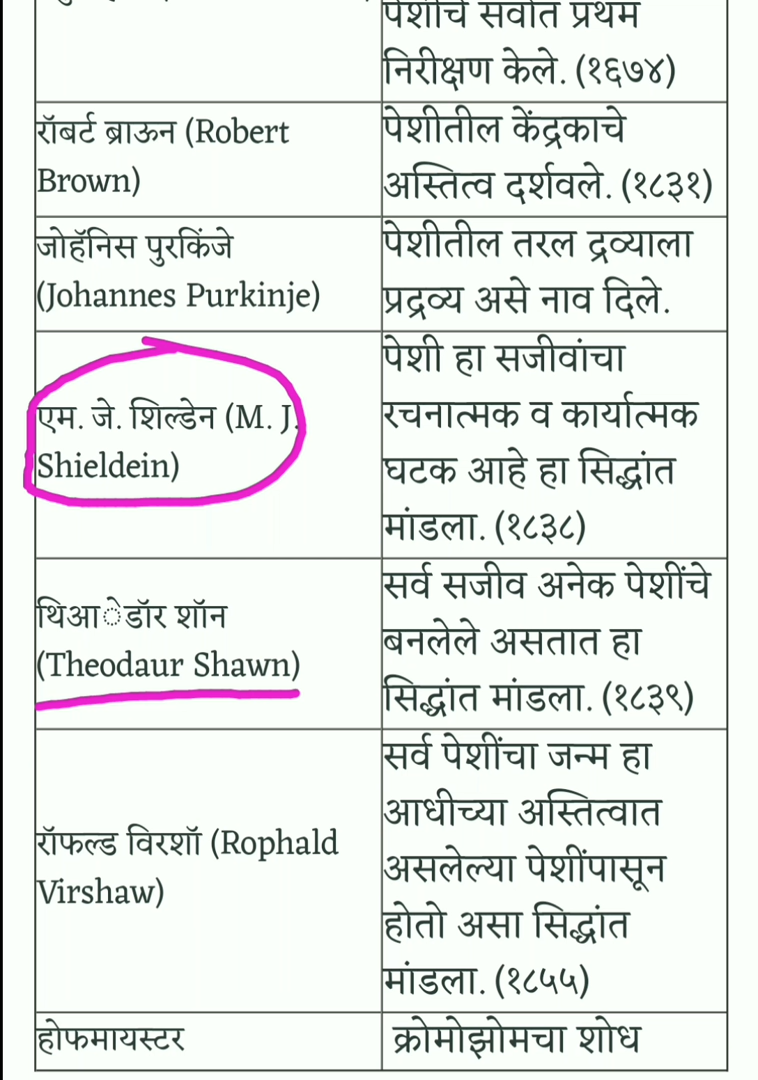 पेशीचे सर्वात प्रथम
निरीक्षण केले. (१६७४)
रॉबर्ट ब्राऊन (Robert
Brown)
पेशीतील केंद्रकाचे
अस्तित्व दर्शवले. (१८३१)
जोहॅनिस पुरकिंजे
(Johannes Purkinje)
पेशीतील तरल द्रव्याला
प्रद्रव्य असे नाव दिले.
एम. जे. शिल्डेन (M. J.
Shieldein)
पेशी हा सजीवांचा
रचनात्मक व कार्यात्मक
घटक आहे हा सिद्धांत
मांडला. (१८३८)
थिआेडॉर शॉन
(Theodaur Shawn)
सर्व सजीव अनेक पेशींचे
बनलेले असतात हा
सिद्धांत मांडला. (१८३९)
रॉफल्ड विरशॉ (Rophald
Virshaw)
सर्व पेशींचा जन्म हा
आधीच्या अस्तित्वात
असलेल्या पेशींपासून
होतो असा सिद्धांत
मांडला. (१८५५)
होफमायस्टर
क्रोमोझोमचा शोध